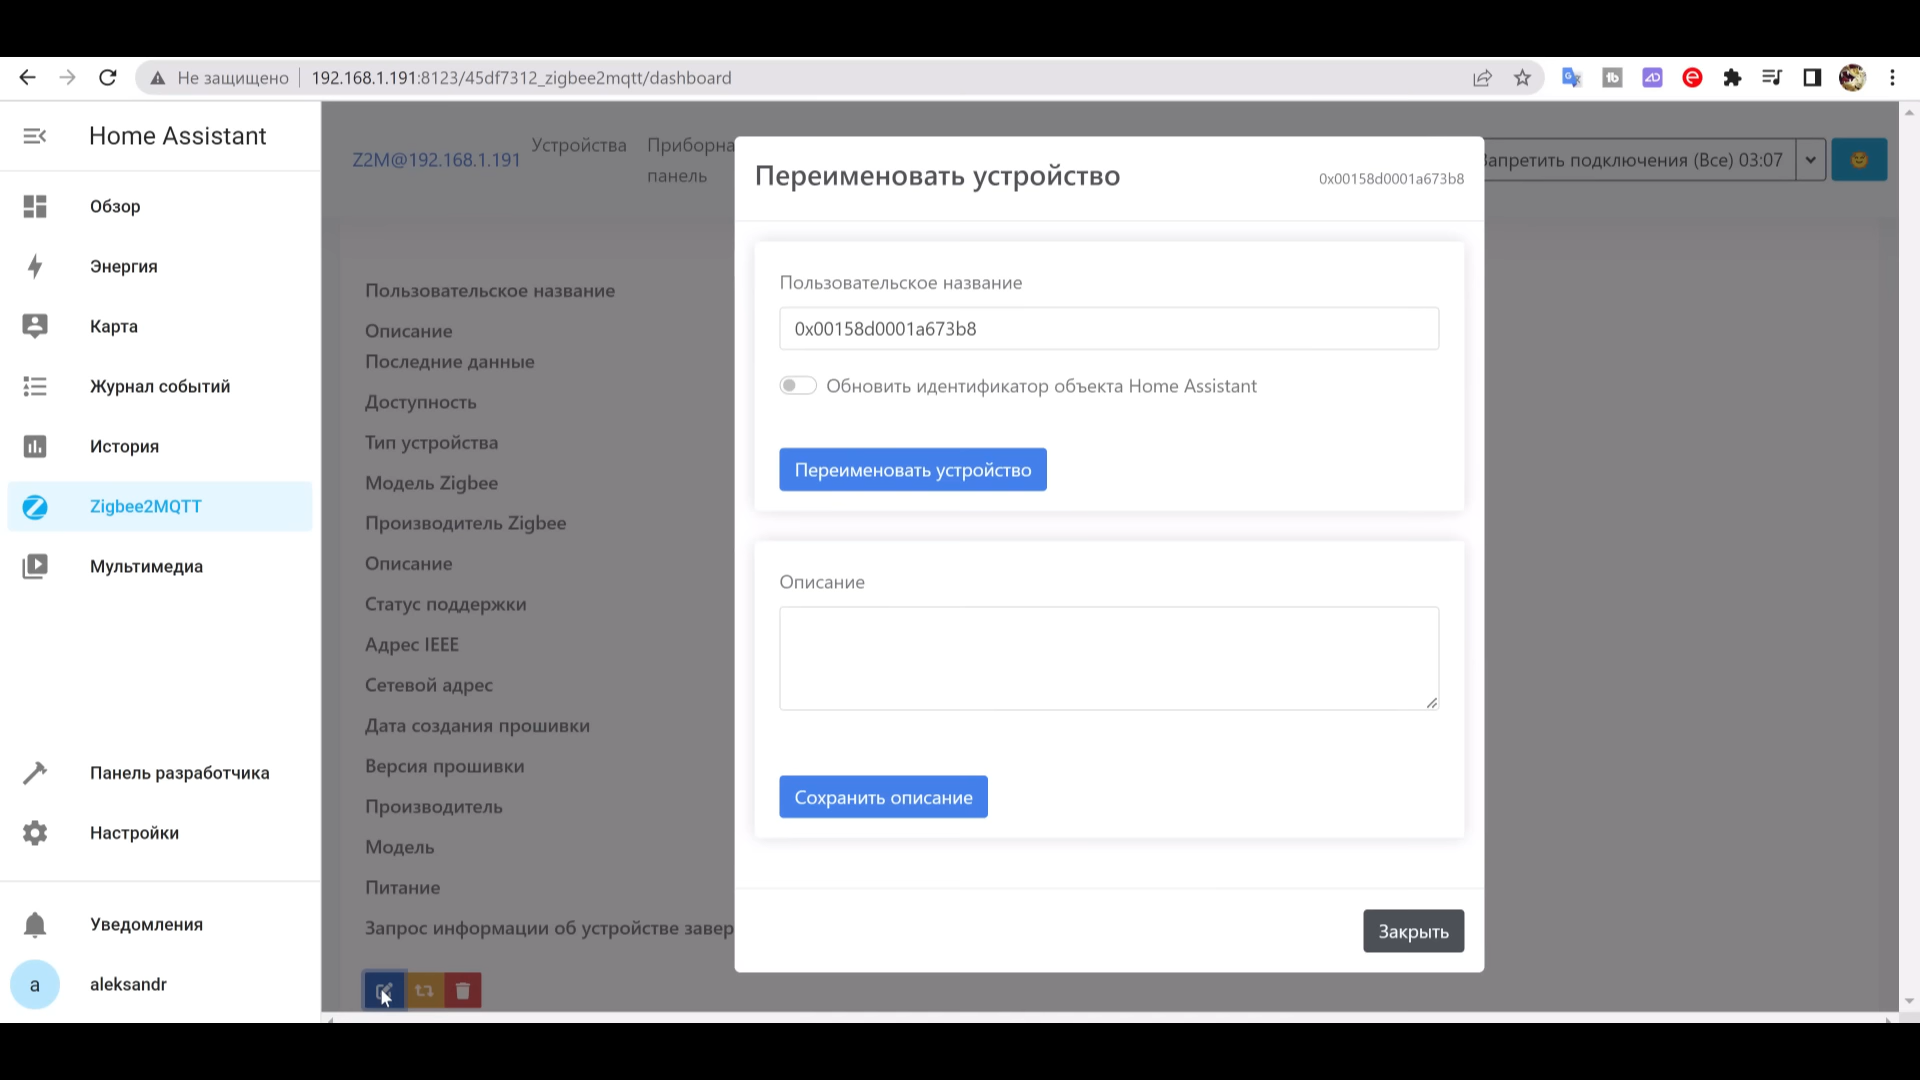 Не защищено
192.168.1.191:8123/45df7312_zigbee2mqtt/dashboard
Home Assistant
Обзор
Энергия
Карта
Журнал событий
История
Zigbee2MQTT
Мультимедиа
Панель разработчика
Настройки
Уведомления
a
aleksandr
Z2M@192.168.1.191
Устройства
Приборна
панель
Запретить подключения (Все) 03:07
Пользовательское название
Описание
Последние данные
Доступность
Тип устройства
Модель Zigbee
Производитель Zigbee
Описание
Статус поддержки
Адрес IEEE
Сетевой адрес
Дата создания прошивки
Версия прошивки
Производитель
Модель
Питание
Запрос информации об устройстве завер
Переименовать устройство
0x00158d0001a673b8
Пользовательское название
0x00158d0001a673b8
Обновить идентификатор объекта Home Assistant
Переименовать устройство
Описание
Сохранить описание
Закрыть